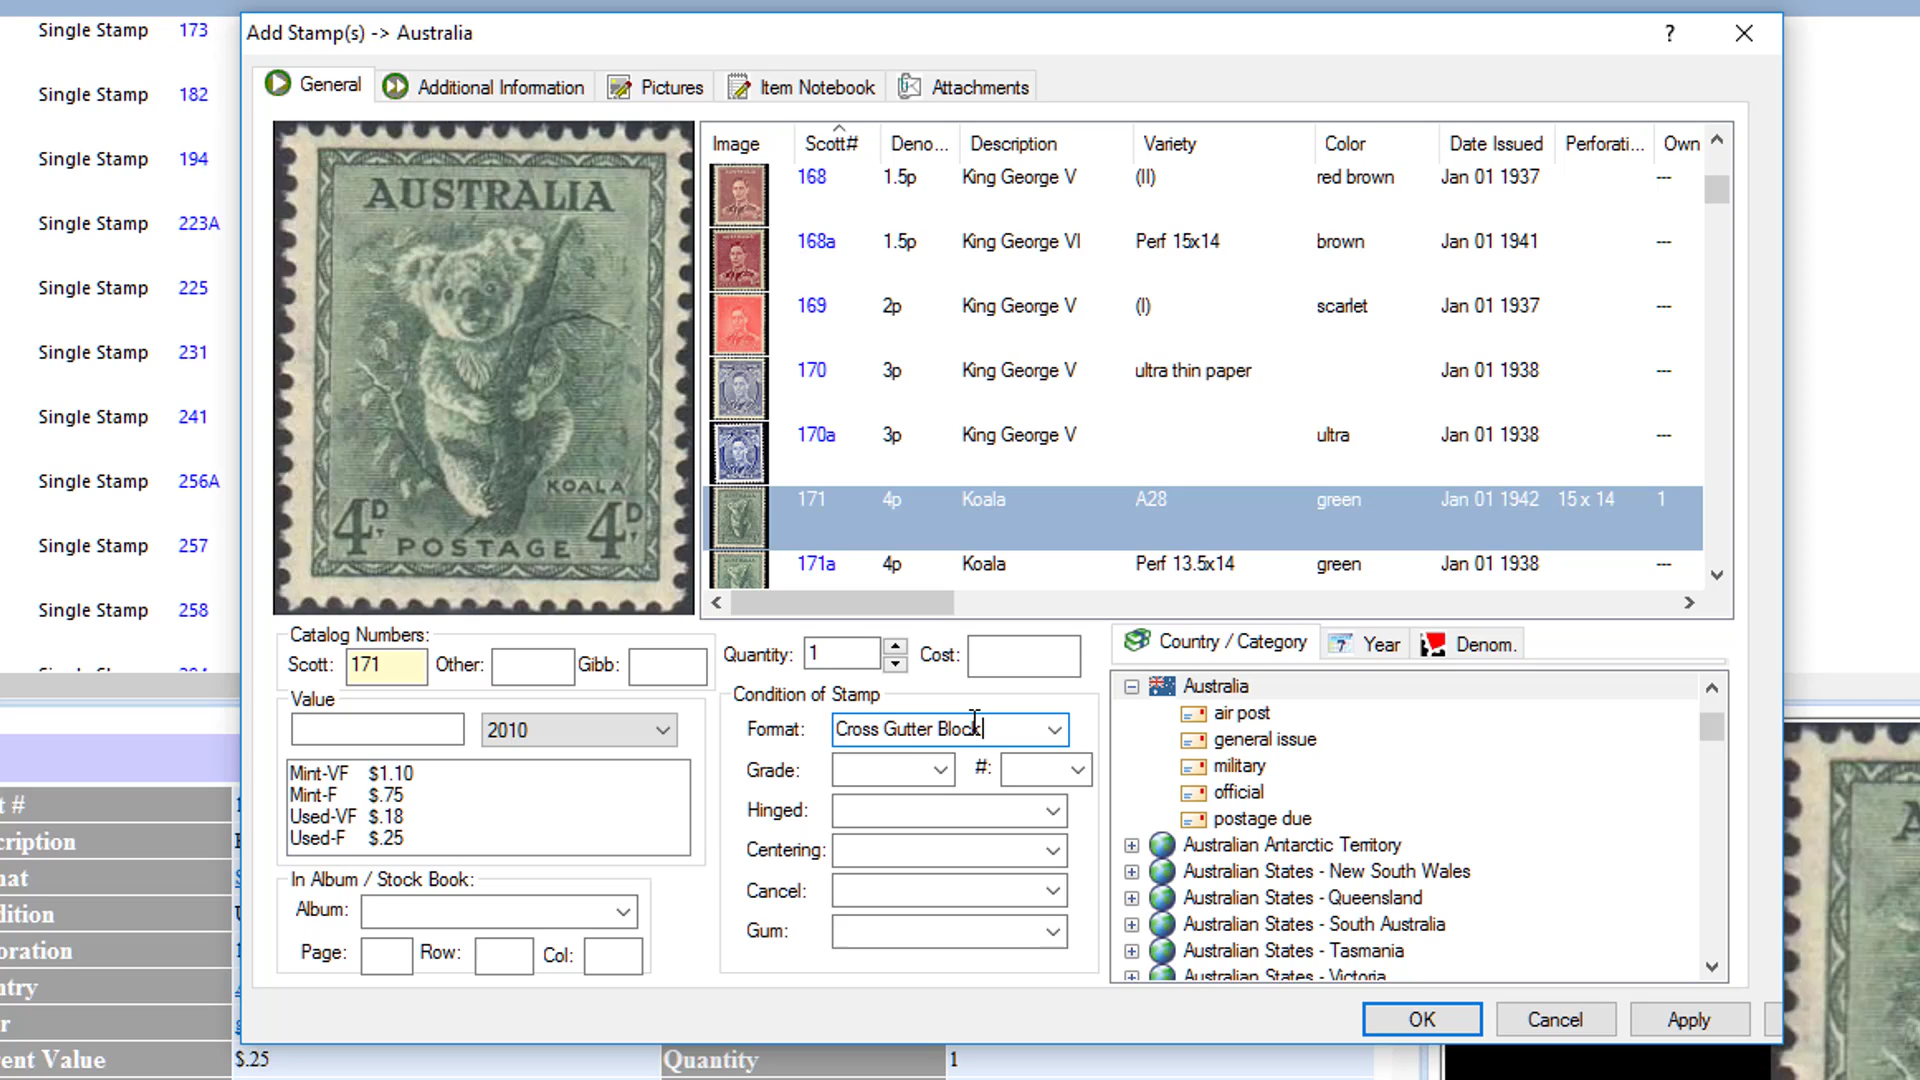 Single Stamp 173
Single Stamp 182
Single Stamp 194
Single Stamp 223A
Single Stamp 225
Single Stamp 231
Single Stamp 241
Single Stamp 256A
Single Stamp 257
Single Stamp 258
Add Stamp(s) -> Australia
? 
General
Additional Information
Pictures
Item Notebook
Attachments
AUSTRALIA
KOALA
4D 4D
POSTAGE
Image Scott# Deno... Description Variety Color Date Issued Perforati... Own
168 1.5p King George V (II) red brown Jan 01 1937 ---
168a 1.5p King George VI Perf 15x14 brown Jan 01 1941 ---
169 2p King George V (I) scarlet Jan 01 1937 ---
170 3p King George V ultra thin paper Jan 01 1938 ---
170a 3p King George V ultra Jan 01 1938 ---
171 4p Koala A28 green Jan 01 1942 15 x 14 1
171a 4p Koala Perf 13.5x14 green Jan 01 1938 ---
Catalog Numbers:
Scott: 171 Other: Gibb:
Value
2010
Mint-VF $1.10
Mint-F $.75
Used-VF $.18
Used-F $.25
In Album / Stock Book:
Album:
Page: Row: Col:
Quantity: 1 Cost:
Condition of Stamp
Format: Cross Gutter Block
Grade: #:
Hinged:
Centering:
Cancel:
Gum:
Country / Category
Year
Denom.
Australia
air post
general issue
military
official
postage due
Australian Antarctic Territory
Australian States - New South Wales
Australian States - Queensland
Australian States - South Australia
Australian States - Tasmania
Australian States - Victoria
OK Cancel Apply
t #
cription
nat
dition
oration
ntry
r
ent Value $.25 Quantity 1